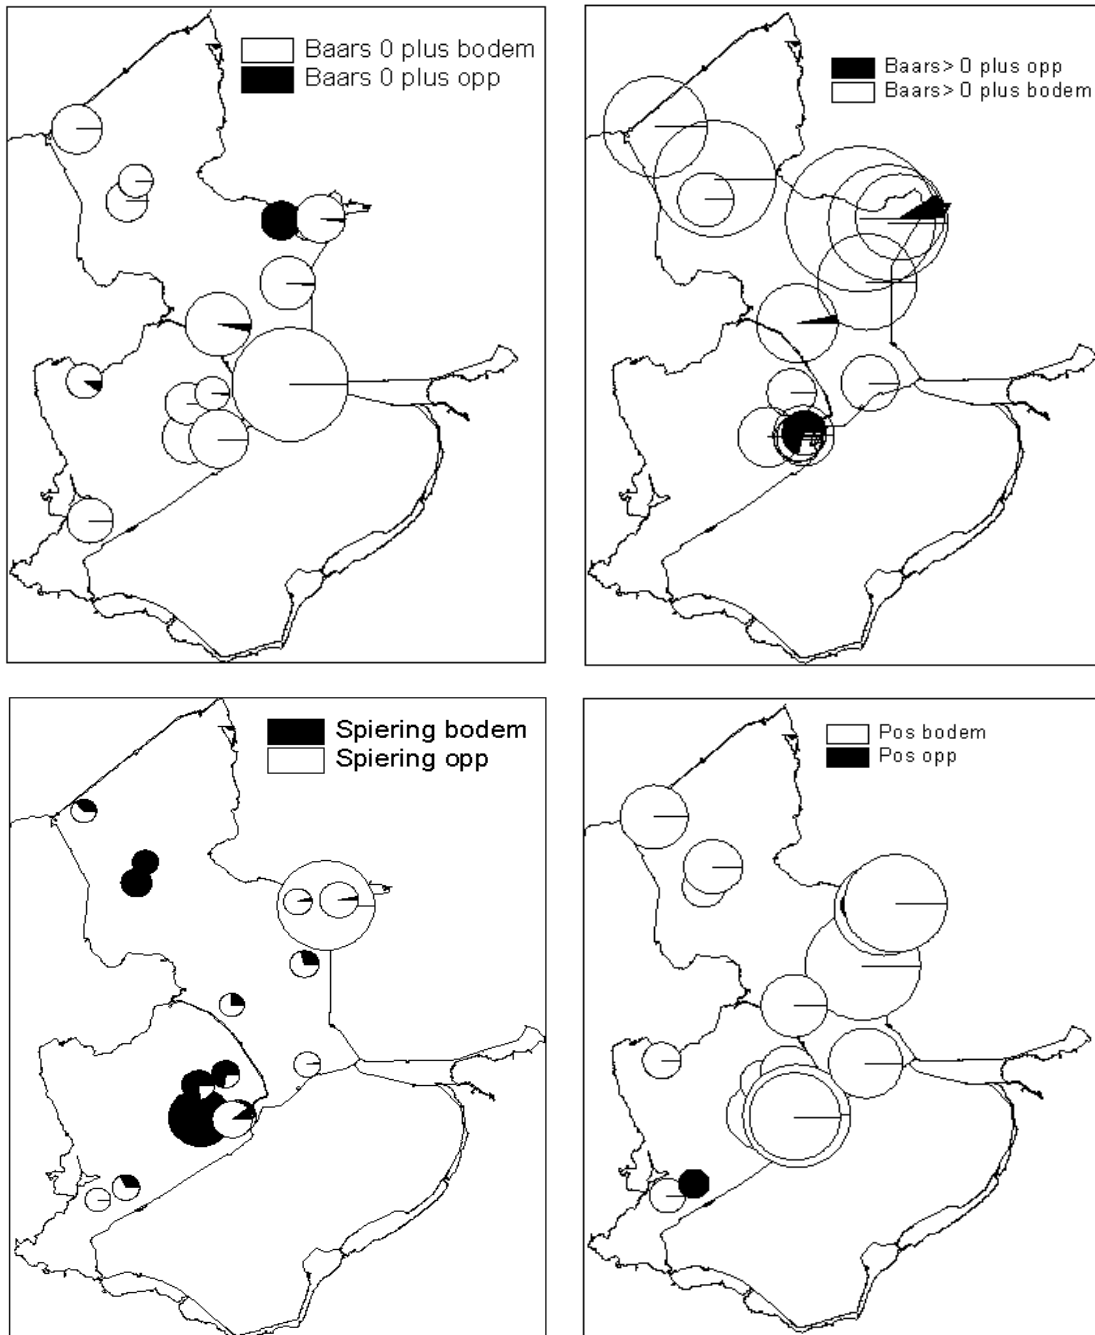 Baars 0 plus bodem
Baars 0 plus opp
Baars> 0 plus opp
Baars> 0 plus bodem
Spiering bodem
Spiering opp
Pos bodem
Pos opp